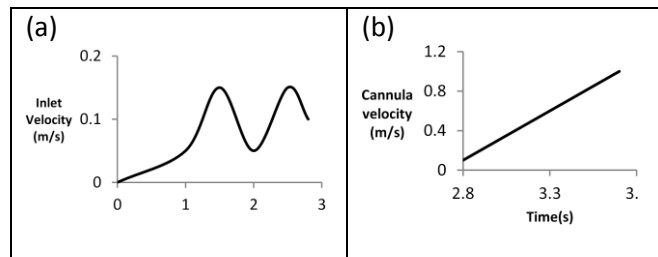 (a)
0.2
Inlet
Velocity
(m/s)
0.1
0
0 1 2 3
(b)
1.2
Cannula
velocity
(m/s)
0.8
0.4
0
2.8 3.3 3.
Time(s)